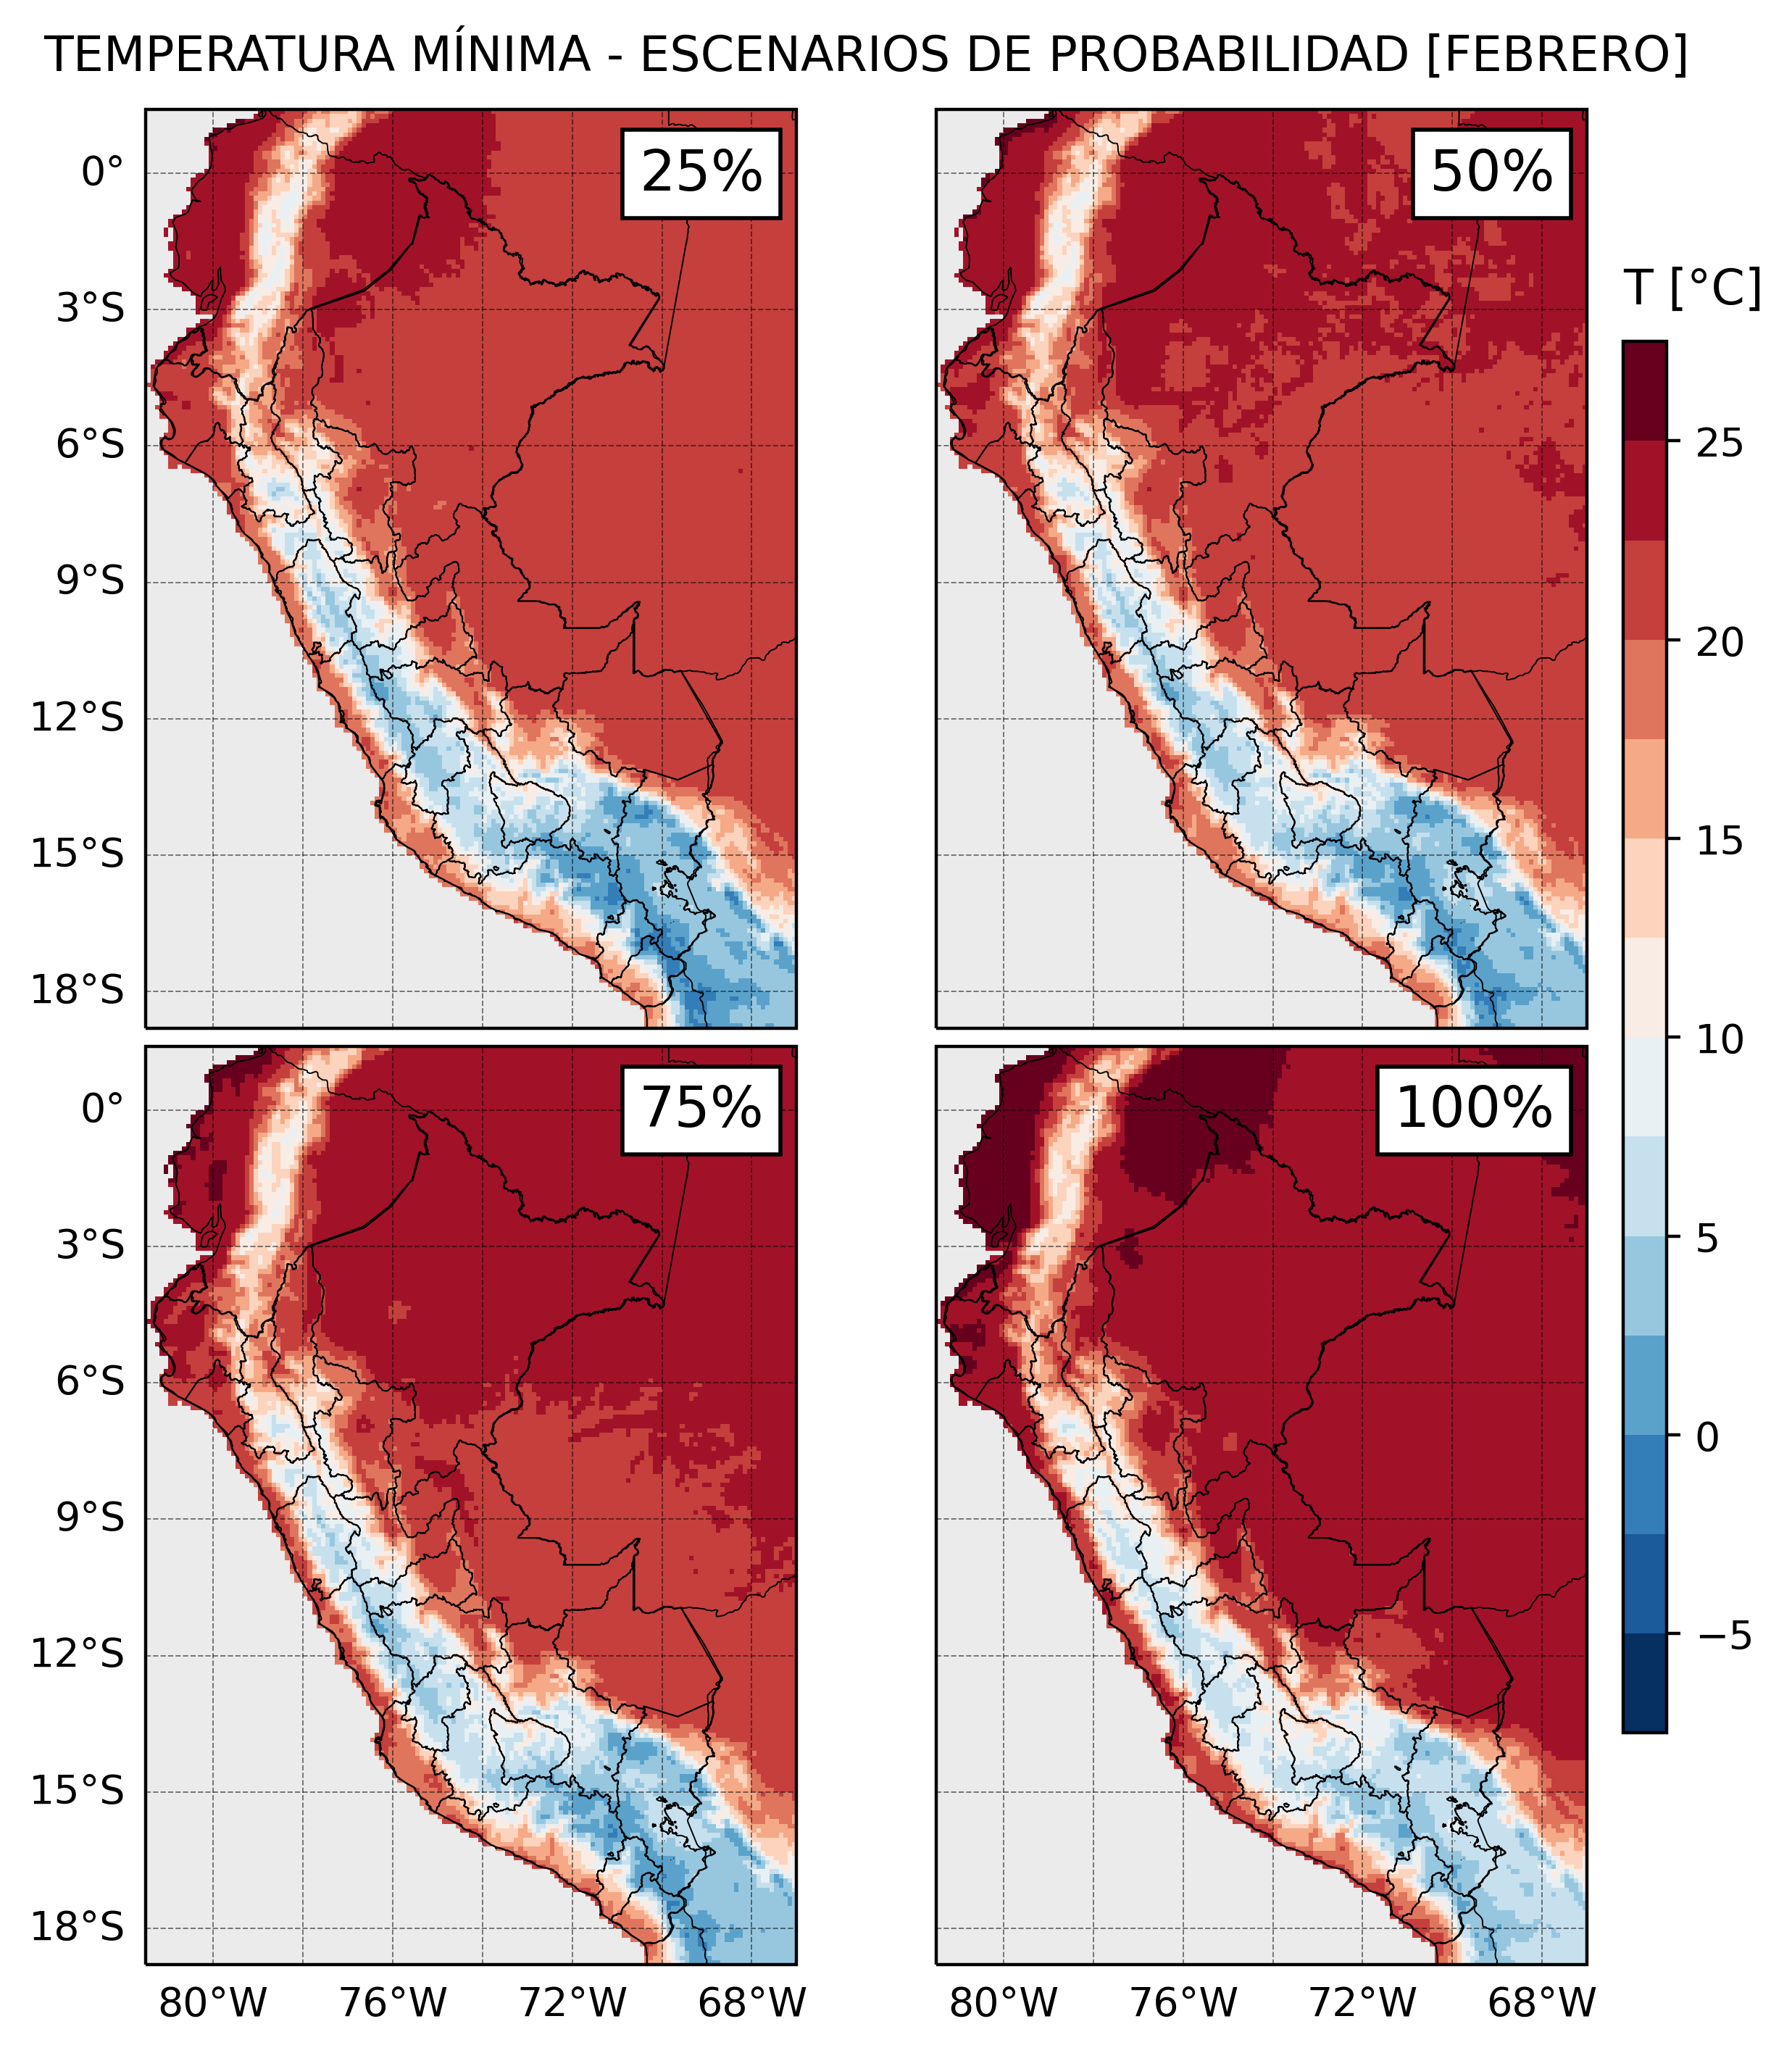 TEMPERATURA MÍNIMA - ESCENARIOS DE PROBABILIDAD [FEBRERO]
25%
50%
0°
3°S
6°S
9°S
12°S
15°S
18°S
T [°C]
25
20
15
10
5
0
−5
75%
100%
0°
3°S
6°S
9°S
12°S
15°S
18°S
80°W 76°W 72°W 68°W
80°W 76°W 72°W 68°W